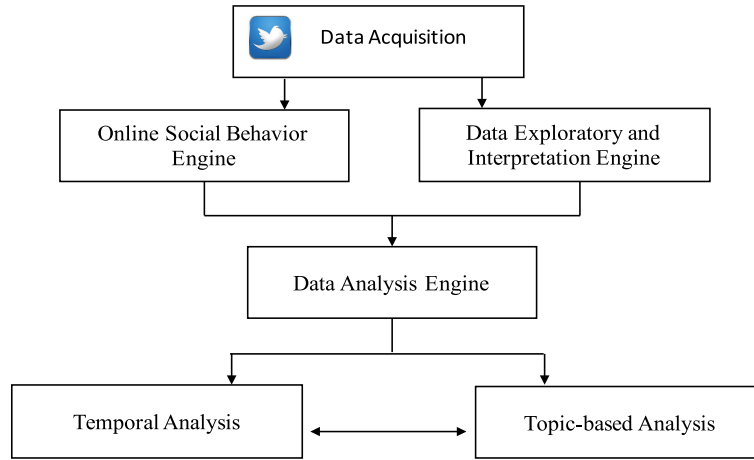 Data Acquisition
Online Social Behavior
Engine
Data Exploratory and
Interpretation Engine
Data Analysis Engine
Temporal Analysis
Topic-based Analysis